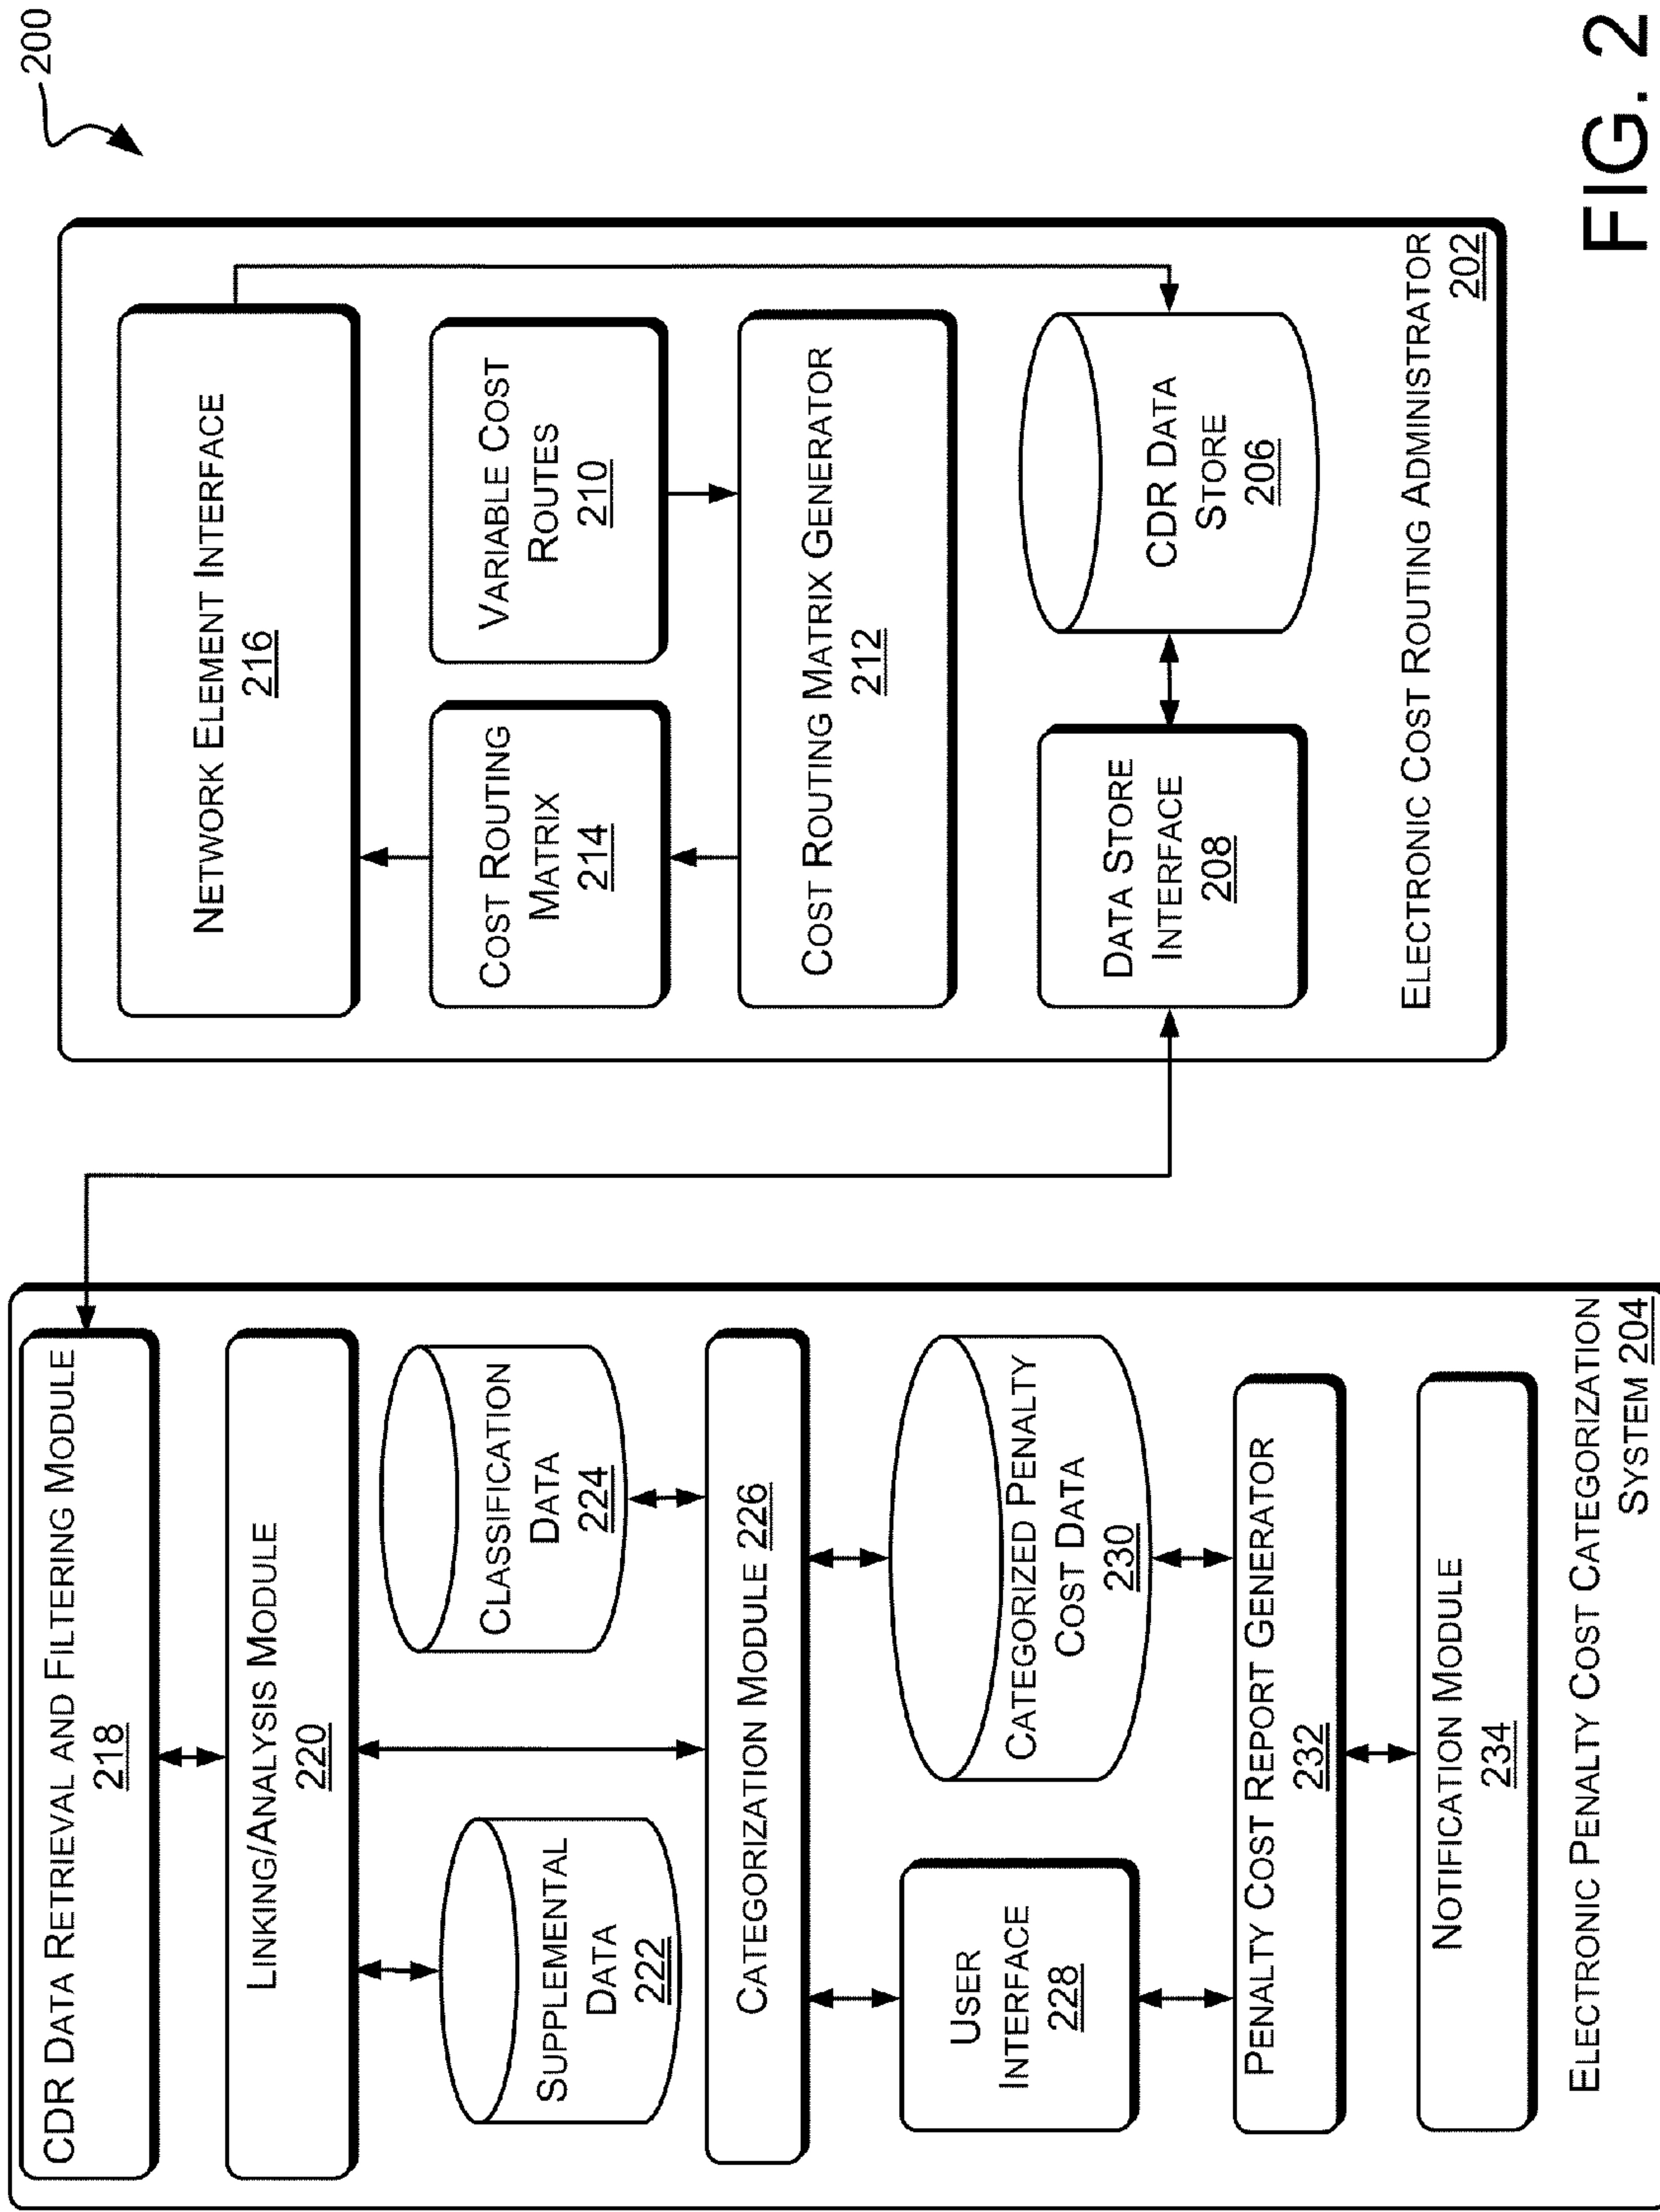 200
CDR DATA RETRIEVAL AND FILTERING MODULE
218
LINKING/ANALYSIS MODULE
220
SUPPLEMENTAL
DATA
222
CLASSIFICATION
DATA
224
CATEGORIZATION MODULE 226
USER
INTERFACE
228
CATEGORIZED PENALTY
COST DATA
230
PENALTY COST REPORT GENERATOR
232
NOTIFICATION MODULE
234
ELECTRONIC PENALTY COST CATEGORIZATION
SYSTEM 204
NETWORK ELEMENT INTERFACE
216
COST ROUTING
MATRIX
214
VARIABLE COST
ROUTES
210
COST ROUTING MATRIX GENERATOR
212
DATA STORE
INTERFACE
208
CDR DATA
STORE
206
ELECTRONIC COST ROUTING ADMINISTRATOR
202
FIG. 2